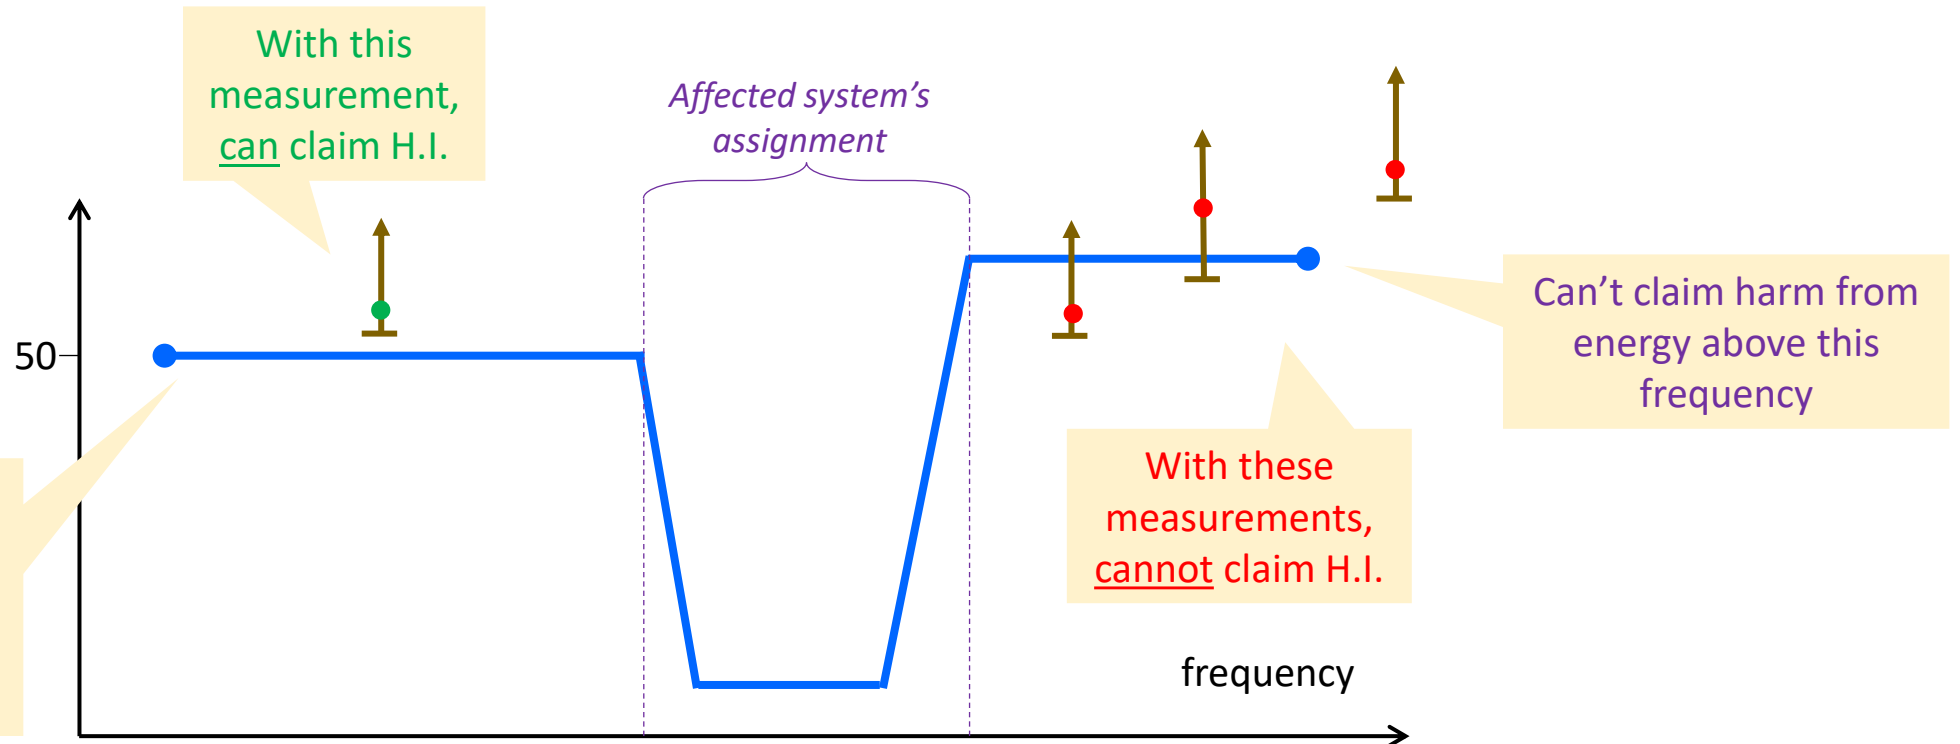 With this
measurement,
can claim H.I.
Affected system's
assignment
50
Can't claim harm from
energy above this
frequency
With these
measurements,
cannot claim H.I.
frequency